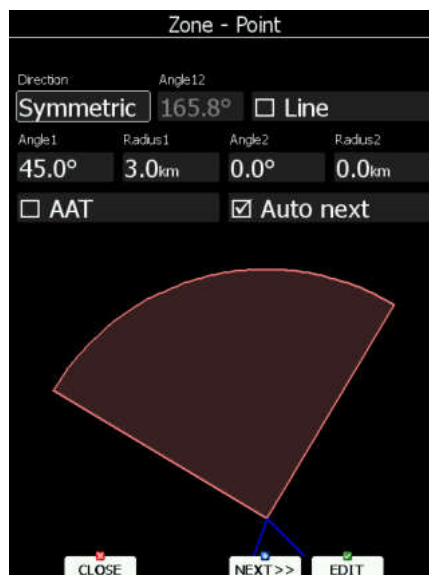 Zone - Point
Direction Angle12
Symmetric 165.8° Line
Angle1 Radius1 Angle2 Radius2
45.0° 3.0km 0.0° 0.0km
AAT Auto next
CLOSE NEXT>> EDIT